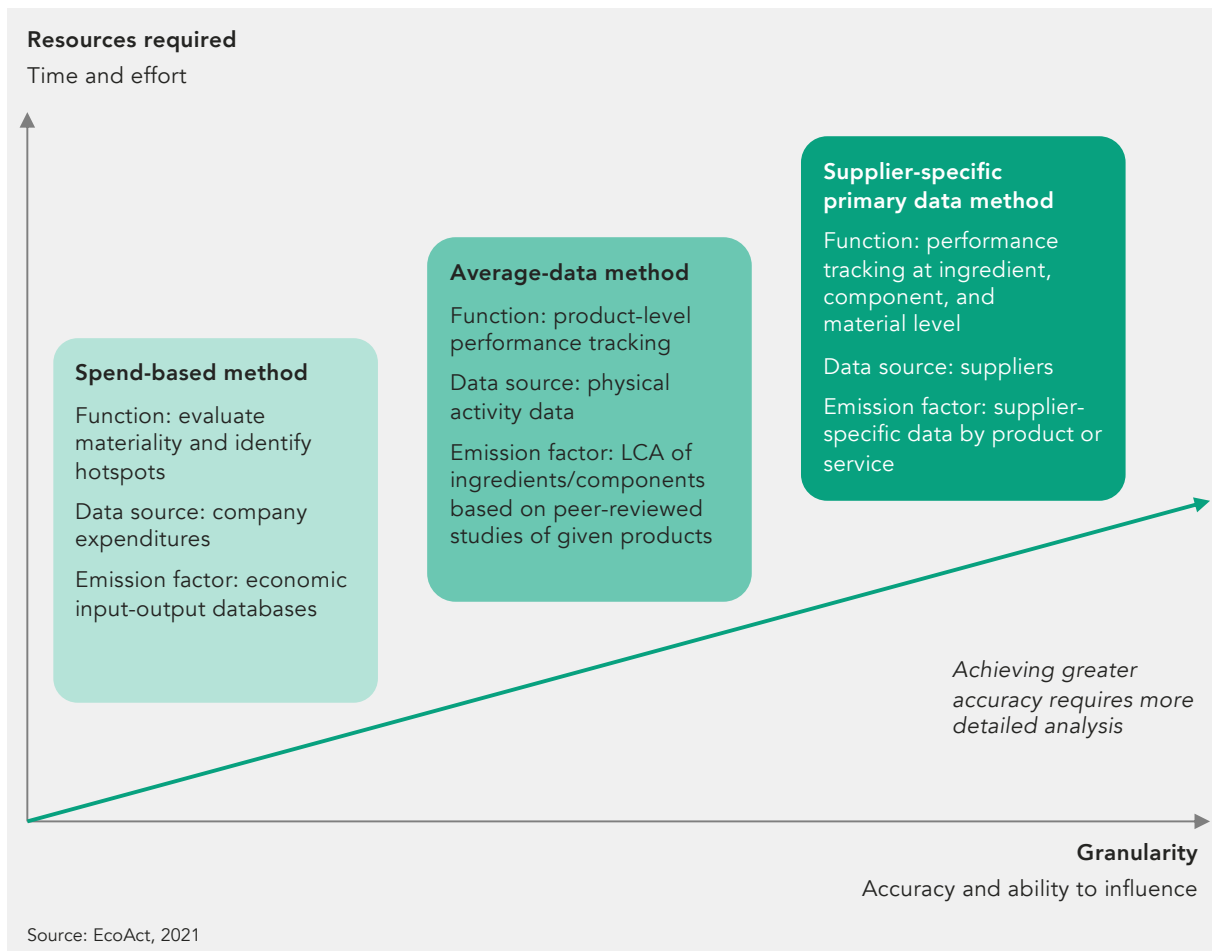 Resources required
Time and effort
Supplier-specific
primary data method
Function: performance
tracking at ingredient,
component, and
material level
Data source: suppliers
Emission factor: supplier-
specific data by product or
service
Average-data method
Function: product-level
performance tracking
Data source: physical
activity data
Emission factor: LCA of
ingredients/components
based on peer-reviewed
studies of given products
Spend-based method
Function: evaluate
materiality and identify
hotspots
Data source: company
expenditures
Emission factor: economic
input-output databases
Achieving greater
accuracy requires more
detailed analysis
Granularity
Accuracy and ability to influence
Source: EcoAct, 2021